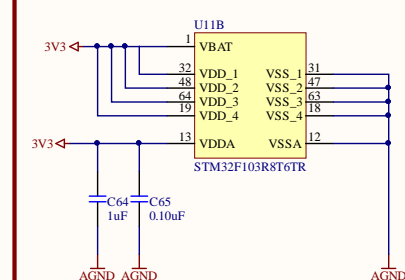 U11B
3V3 1 VBAT
32 VDD_1 VSS_1 31
48 VDD_2 VSS_2 47
64 VDD_3 VSS_3 63
19 VDD_4 VSS_4 18
3V3 13 VDDA VSSA 12
STM32F103R8T6TR
C64 C65
1uF 0.10uF
AGND AGND AGND